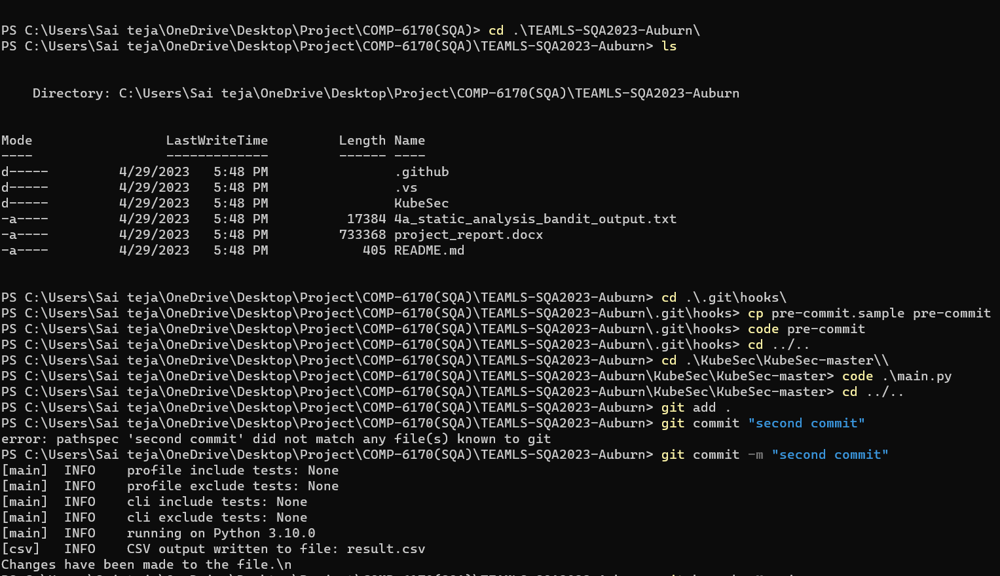 PS C:\Users\Sai teja\OneDrive\Desktop\Project\COMP-6170(SQA)> cd .\TEAMLS-SQA2023-Auburn\
PS C:\Users\Sai teja\OneDrive\Desktop\Project\COMP-6170(SQA)\TEAMLS-SQA2023-Auburn> ls
Directory: C:\Users\Sai teja\OneDrive\Desktop\Project\COMP-6170(SQA)\TEAMLS-SQA2023-Auburn
Mode                 LastWriteTime         Length Name
----                 -------------         ------ ----
d-----         4/29/2023   5:48 PM                .github
d-----         4/29/2023   5:48 PM                .vs
d-----         4/29/2023   5:48 PM                KubeSec
-a----         4/29/2023   5:48 PM          17384 4a_static_analysis_bandit_output.txt
-a----         4/29/2023   5:48 PM         733368 project_report.docx
-a----         4/29/2023   5:48 PM            405 README.md
PS C:\Users\Sai teja\OneDrive\Desktop\Project\COMP-6170(SQA)\TEAMLS-SQA2023-Auburn> cd .\.git\hooks\
PS C:\Users\Sai teja\OneDrive\Desktop\Project\COMP-6170(SQA)\TEAMLS-SQA2023-Auburn\.git\hooks> cp pre-commit.sample pre-commit
PS C:\Users\Sai teja\OneDrive\Desktop\Project\COMP-6170(SQA)\TEAMLS-SQA2023-Auburn\.git\hooks> code pre-commit
PS C:\Users\Sai teja\OneDrive\Desktop\Project\COMP-6170(SQA)\TEAMLS-SQA2023-Auburn\.git\hooks> cd ../..
PS C:\Users\Sai teja\OneDrive\Desktop\Project\COMP-6170(SQA)\TEAMLS-SQA2023-Auburn> cd .\KubeSec\KubeSec-master\\
PS C:\Users\Sai teja\OneDrive\Desktop\Project\COMP-6170(SQA)\TEAMLS-SQA2023-Auburn\KubeSec\KubeSec-master> code .\main.py
PS C:\Users\Sai teja\OneDrive\Desktop\Project\COMP-6170(SQA)\TEAMLS-SQA2023-Auburn\KubeSec\KubeSec-master> cd ../..
PS C:\Users\Sai teja\OneDrive\Desktop\Project\COMP-6170(SQA)\TEAMLS-SQA2023-Auburn> git add .
PS C:\Users\Sai teja\OneDrive\Desktop\Project\COMP-6170(SQA)\TEAMLS-SQA2023-Auburn> git commit "second commit"
error: pathspec 'second commit' did not match any file(s) known to git
PS C:\Users\Sai teja\OneDrive\Desktop\Project\COMP-6170(SQA)\TEAMLS-SQA2023-Auburn> git commit -m "second commit"
[main]  INFO    profile include tests: None
[main]  INFO    profile exclude tests: None
[main]  INFO    cli include tests: None
[main]  INFO    cli exclude tests: None
[main]  INFO    running on Python 3.10.0
[csv]   INFO    CSV output written to file: result.csv
Changes have been made to the file.\n